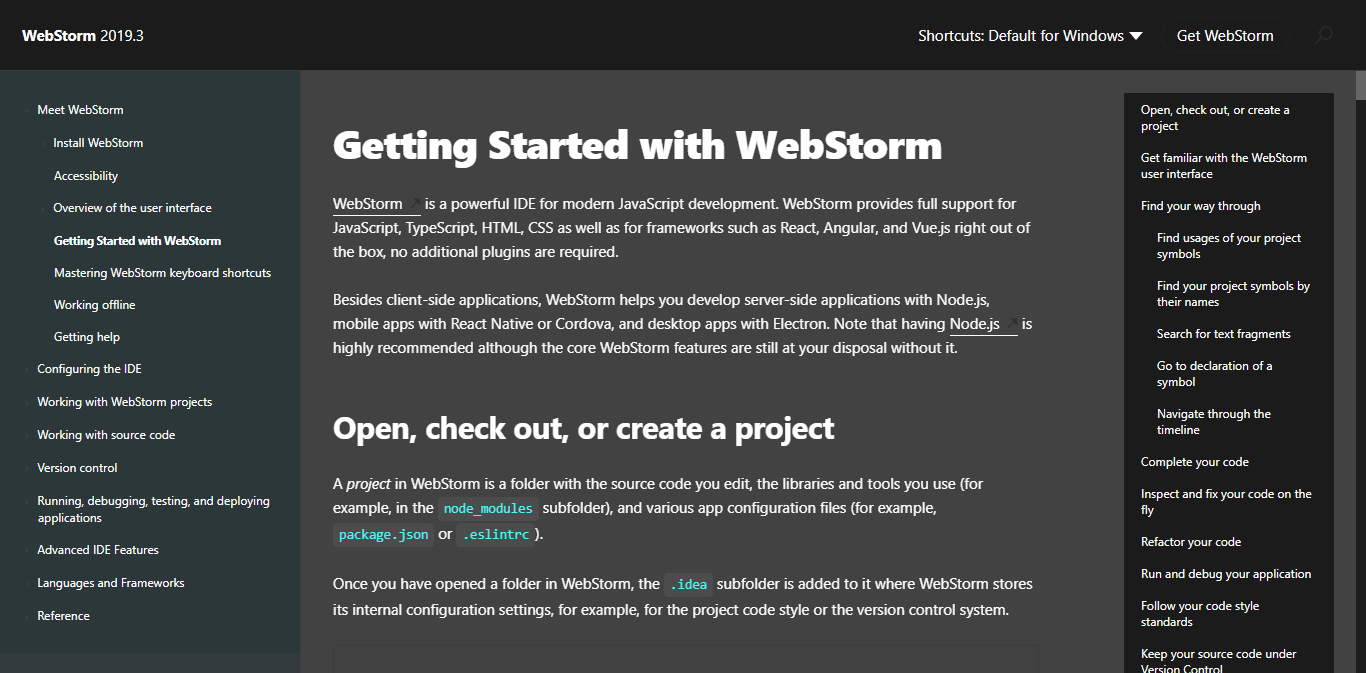 WebStorm 2019.3
Shortcuts: Default for Windows
Get WebStorm
Meet WebStorm
Install WebStorm
Accessibility
Overview of the user interface
Getting Started with WebStorm
Mastering WebStorm keyboard shortcuts
Working offline
Getting help
Configuring the IDE
Working with WebStorm projects
Working with source code
Version control
Running, debugging, testing, and deploying
applications
Advanced IDE Features
Languages and Frameworks
Reference
Getting Started with WebStorm
WebStorm is a powerful IDE for modern JavaScript development. WebStorm provides full support for
JavaScript, TypeScript, HTML, CSS as well as for frameworks such as React, Angular, and Vue.js right out of
the box, no additional plugins are required.
Besides client-side applications, WebStorm helps you develop server-side applications with Node.js,
mobile apps with React Native or Cordova, and desktop apps with Electron. Note that having Node.js is
highly recommended although the core WebStorm features are still at your disposal without it.
Open, check out, or create a project
A project in WebStorm is a folder with the source code you edit, the libraries and tools you use (for
example, in the node_modules subfolder), and various app configuration files (for example,
package.json or .eslintrc ).
Once you have opened a folder in WebStorm, the .idea subfolder is added to it where WebStorm stores
its internal configuration settings, for example, for the project code style or the version control system.
Open, check out, or create a
project
Get familiar with the WebStorm
user interface
Find your way through
Find usages of your project
symbols
Find your project symbols by
their names
Search for text fragments
Go to declaration of a
symbol
Navigate through the
timeline
Complete your code
Inspect and fix your code on the
fly
Refactor your code
Run and debug your application
Follow your code style
standards
Keep your source code under
Version Control